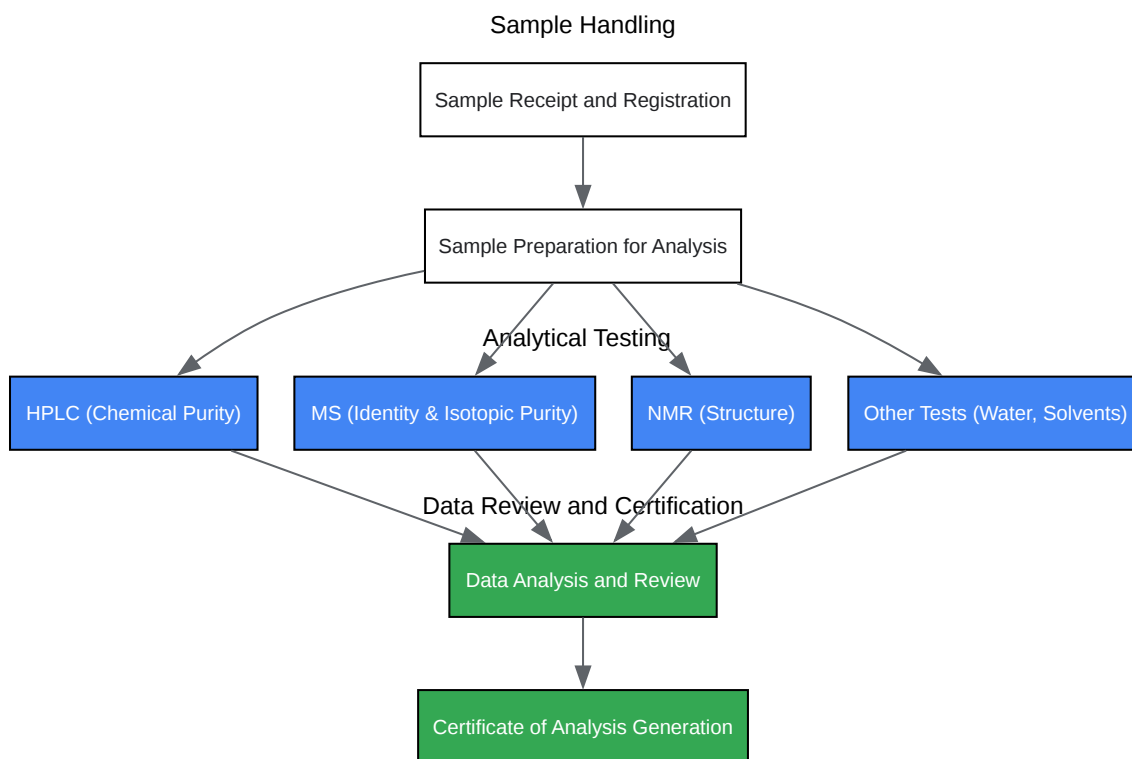 Sample Handling
Sample Receipt and Registration
Sample Preparation for Analysis
Analytical Testing
HPLC (Chemical Purity)
MS (Identity & Isotopic Purity)
NMR (Structure)
Other Tests (Water, Solvents)
Data Review and Certification
Data Analysis and Review
Certificate of Analysis Generation